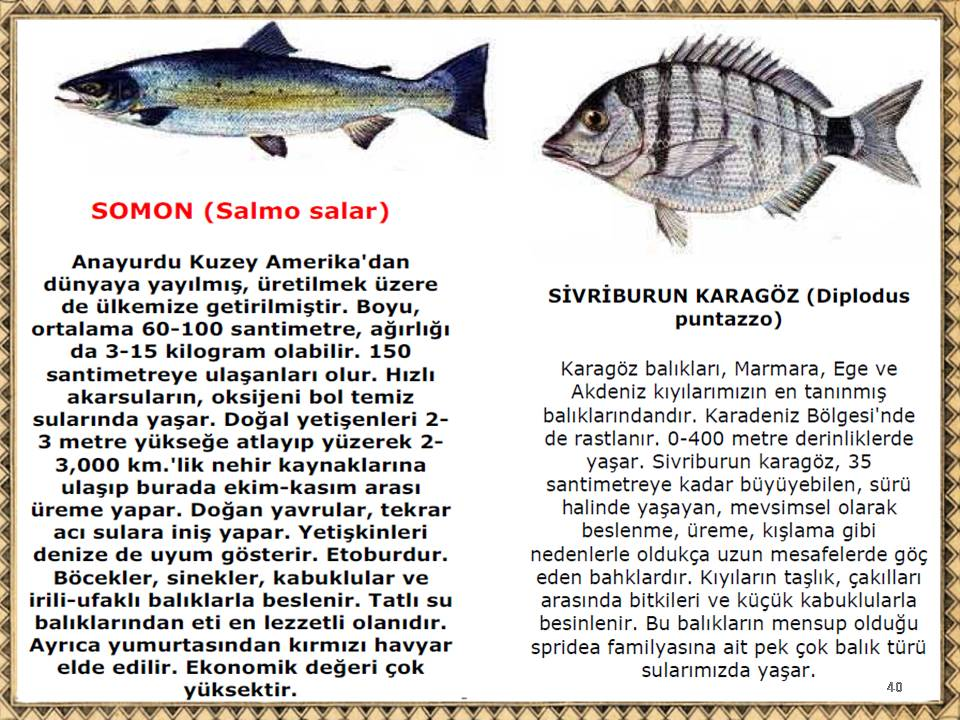 SOMON (Salmo salar)
Anayurdu Kuzey Amerika'dan
dünyaya yayılmış, üretilmek üzere
de ülkemize getirilmiştir. Boyu,
ortalama 60-100 santimetre, ağırlığı
da 3-15 kilogram olabilir. 150
santimetreye ulaşanları olur. Hızlı
akarsuların, oksijeni bol temiz
sularında yaşar. Doğal yetişenleri 2-
3 metre yükseğe atlayıp yüzerek 2-
3,000 km.'lik nehir kaynaklarına
ulaşıp burada ekim-kasım arası
üreme yapar. Doğan yavrular, tekrar
acı sulara iniş yapar. Yetişkinleri
denize de uyum gösterir. Etoburdur.
Böcekler, sinekler, kabuklular ve
irili-ufaklı balıklarla beslenir. Tatlı su
balıklarından eti en lezzetli olanıdır.
Ayrıca yumurtasından kırmızı havyar
elde edilir. Ekonomik değeri çok
yüksektir.
SİVRİBURUN KARAGÖZ (Diplodus
puntazzo)
Karagöz balıkları, Marmara, Ege ve
Akdeniz kıyılarımızın en tanınmış
balıklarındandır. Karadeniz Bölgesi'nde
de rastlanır. 0-400 metre derinliklerde
yaşar. Sivriburun karagöz, 35
santimetreye kadar büyüyebilen, sürü
halinde yaşayan, mevsimsel olarak
beslenme, üreme, kışlama gibi
nedenlerle oldukça uzun mesafelerde göç
eden bahklardır. Kıyıların taşlık, çakılları
arasında bitkileri ve küçük kabuklularla
besinlenir. Bu balıkların mensup olduğu
spridea familyasına ait pek çok balık türü
sularımızda yaşar.
40